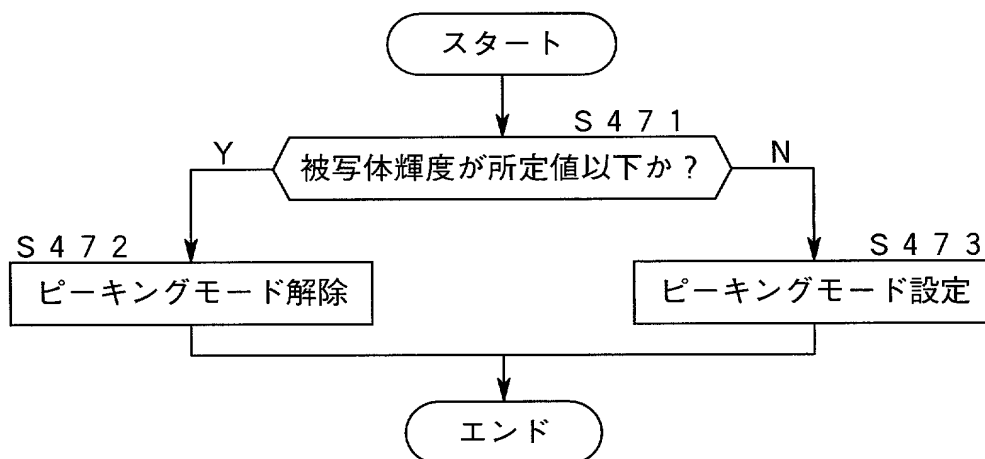 スタート
S471
Y
被写体輝度が所定値以下か?
N
S472
ピーキングモード解除
S473
ピーキングモード設定
エンド